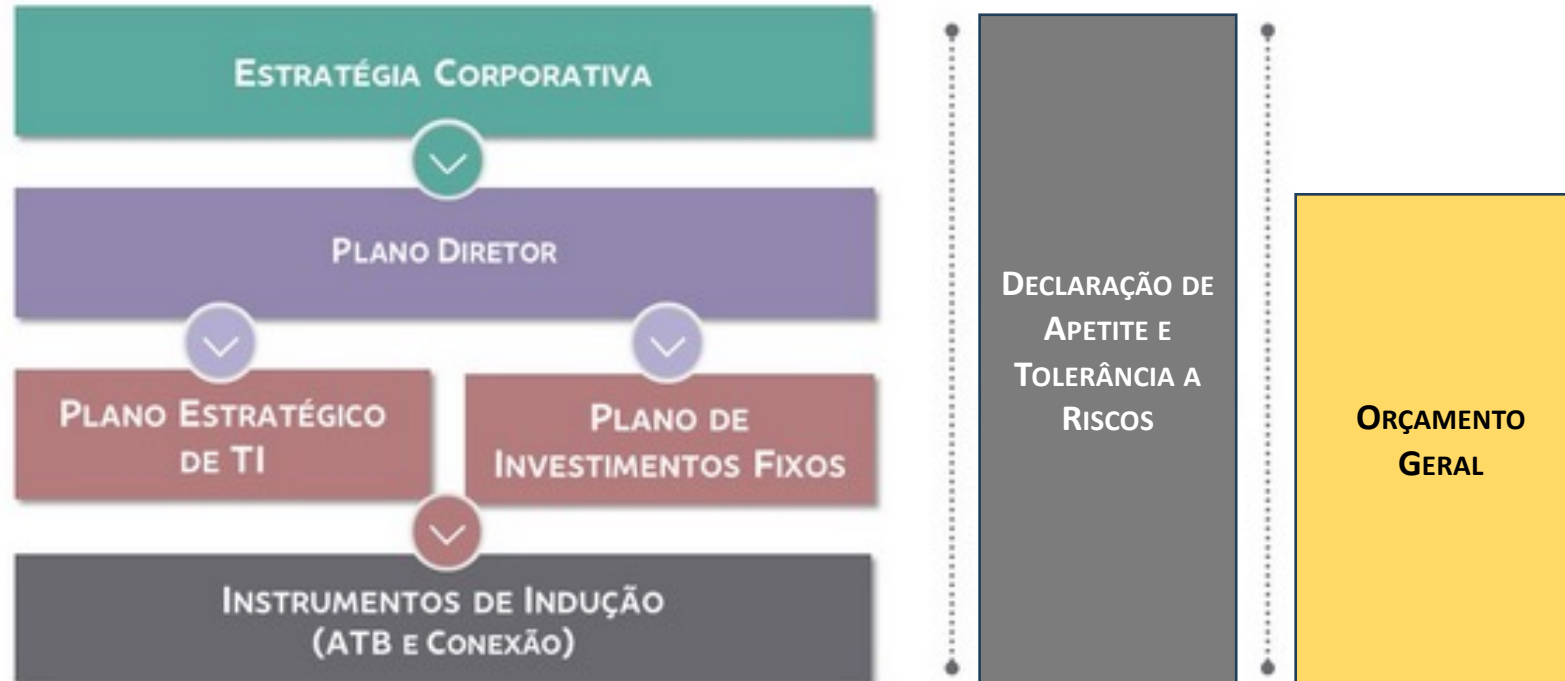 ESTRATÉGIA CORPORATIVA
PLANO DIRETOR
PLANO ESTRATÉGICO
DE TI
PLANO DE
INVESTIMENTOS FIXOS
INSTRUMENTOS DE INDUÇÃO
(ATB E CONEXÃO)
DECLARAÇÃO DE
APETITE E
TOLERÂNCIA A
RISCOS
ORÇAMENTO
GERAL